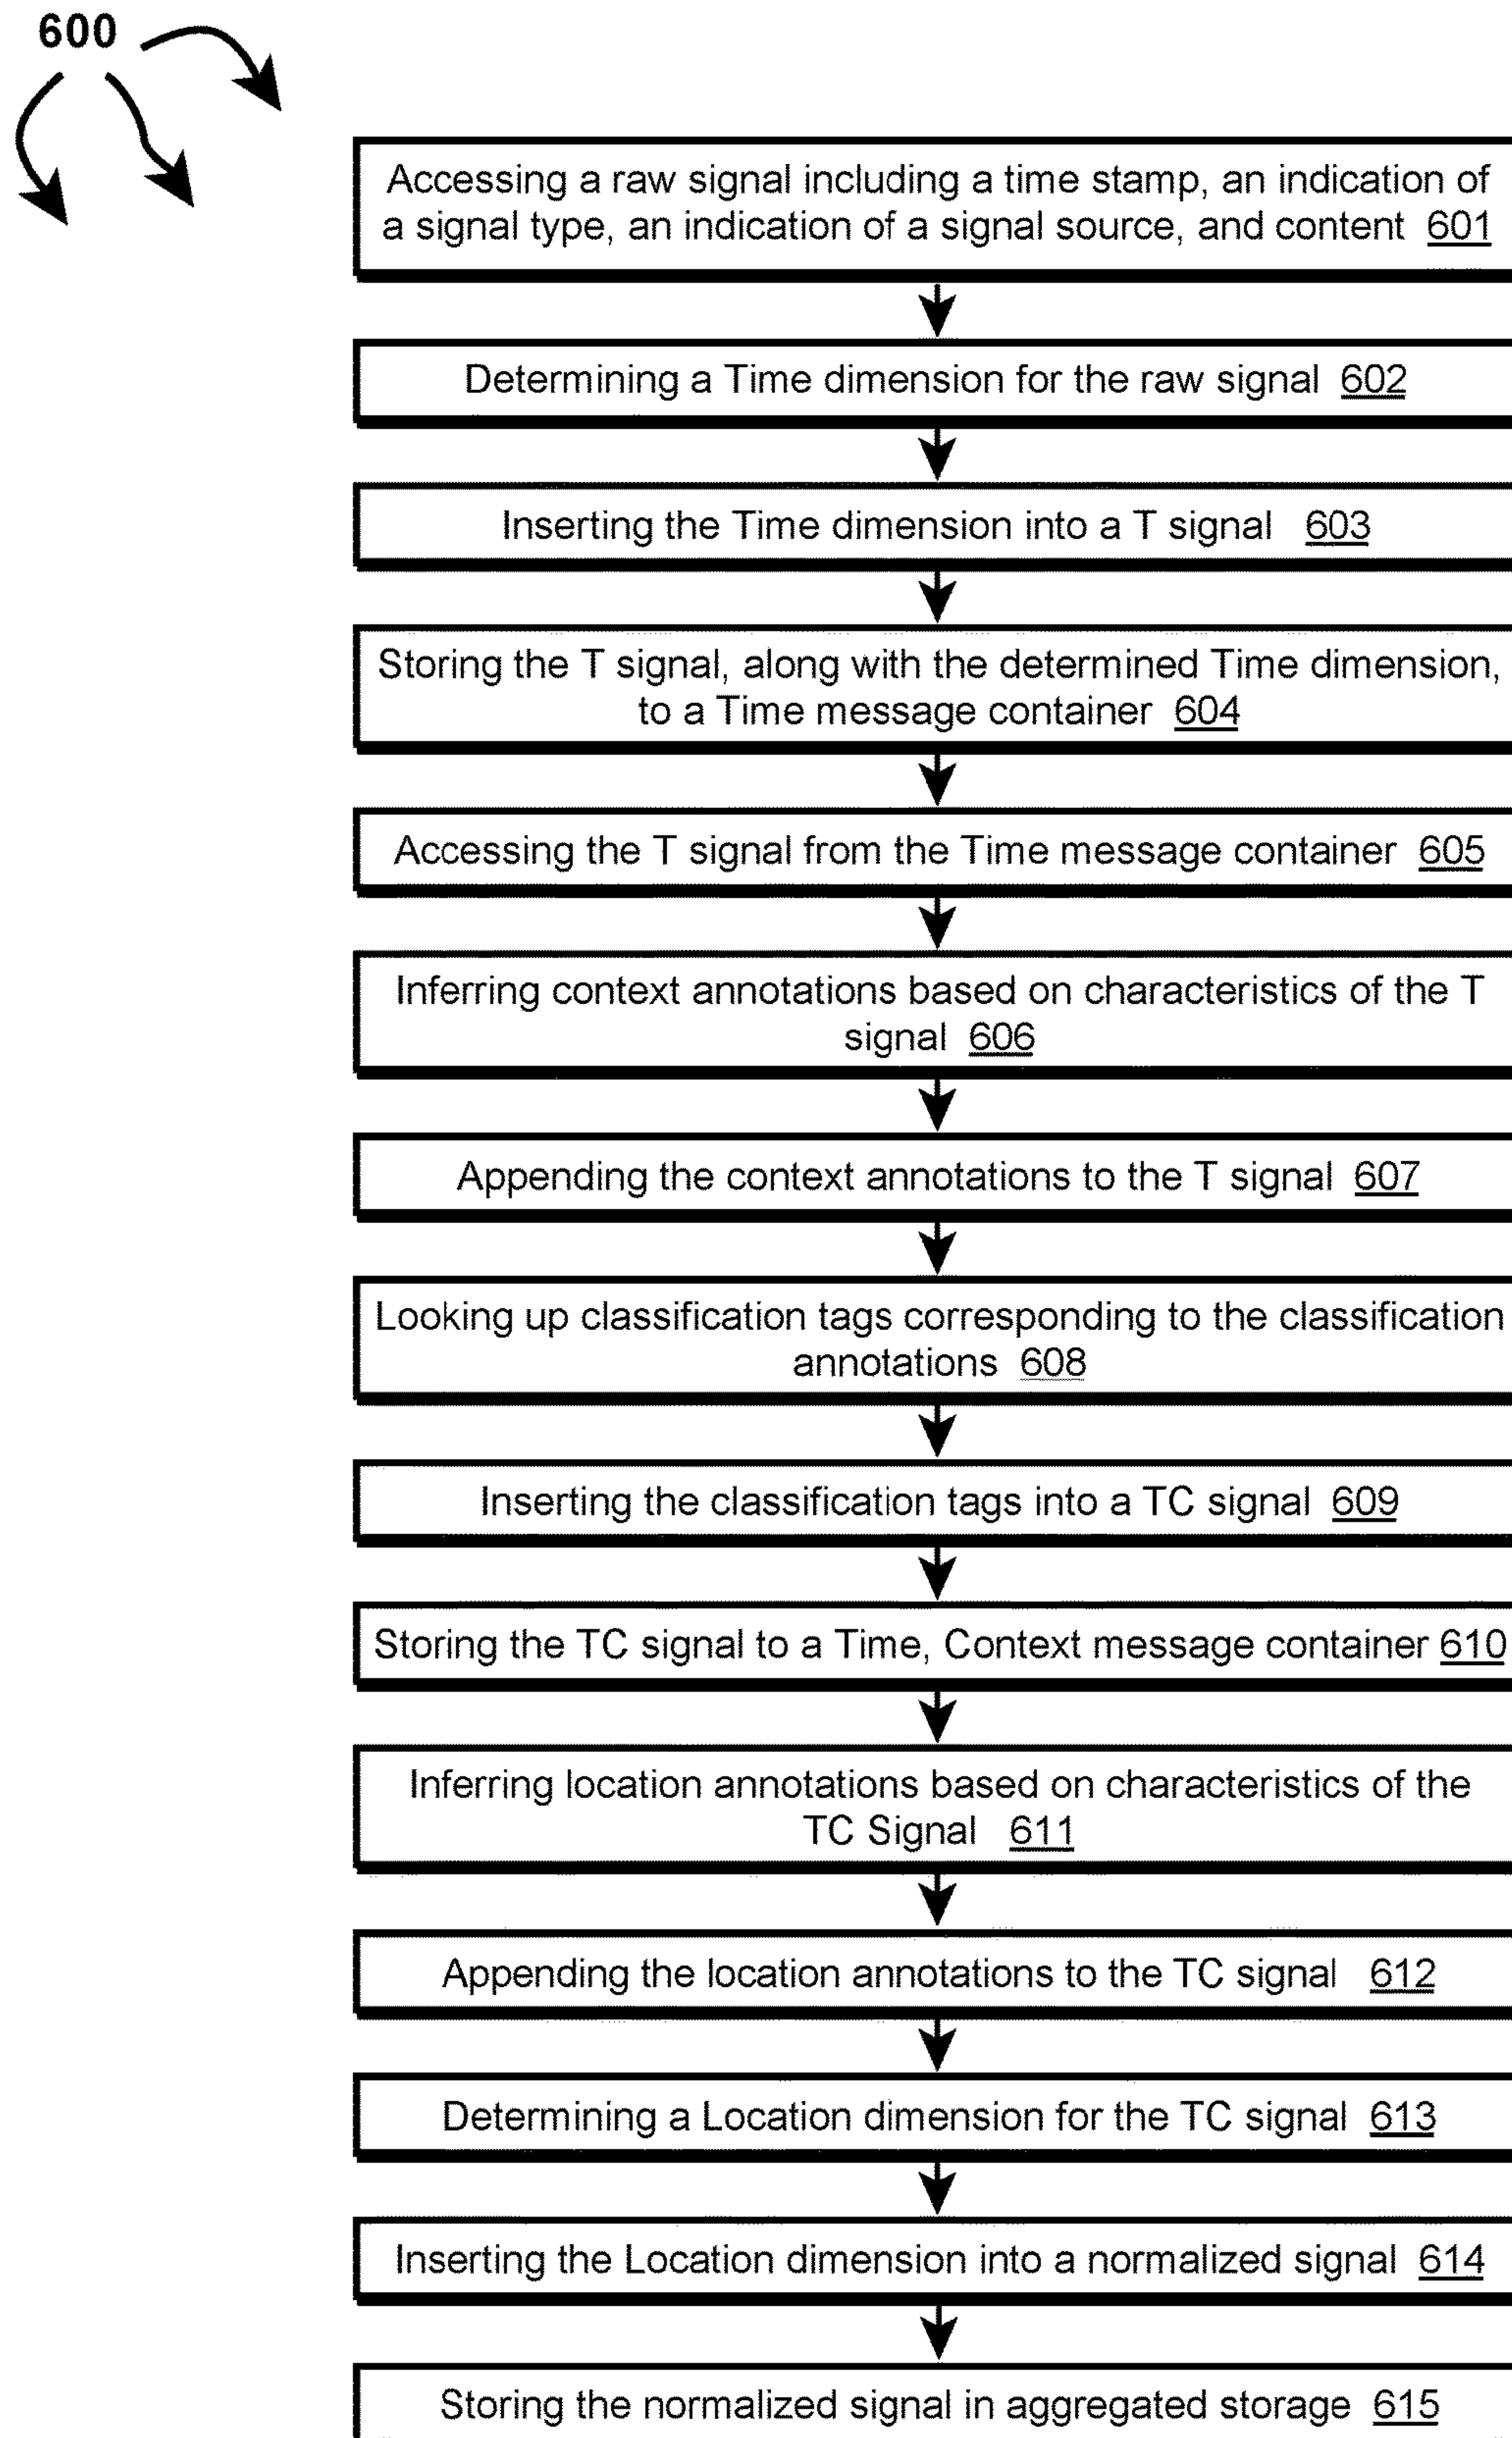 600
Accessing a raw signal including a time stamp, an indication of
a signal type, an indication of a signal source, and content 601
Determining a Time dimension for the raw signal 602
Inserting the Time dimension into a T signal 603
Storing the T signal, along with the determined Time dimension,
to a Time message container 604
Accessing the T signal from the Time message container 605
Inferring context annotations based on characteristics of the T
signal 606
Appending the context annotations to the T signal 607
Looking up classification tags corresponding to the classification
annotations 608
Inserting the classification tags into a TC signal 609
Storing the TC signal to a Time, Context message container 610
Inferring location annotations based on characteristics of the
TC Signal 611
Appending the location annotations to the TC signal 612
Determining a Location dimension for the TC signal 613
Inserting the Location dimension into a normalized signal 614
Storing the normalized signal in aggregated storage 615